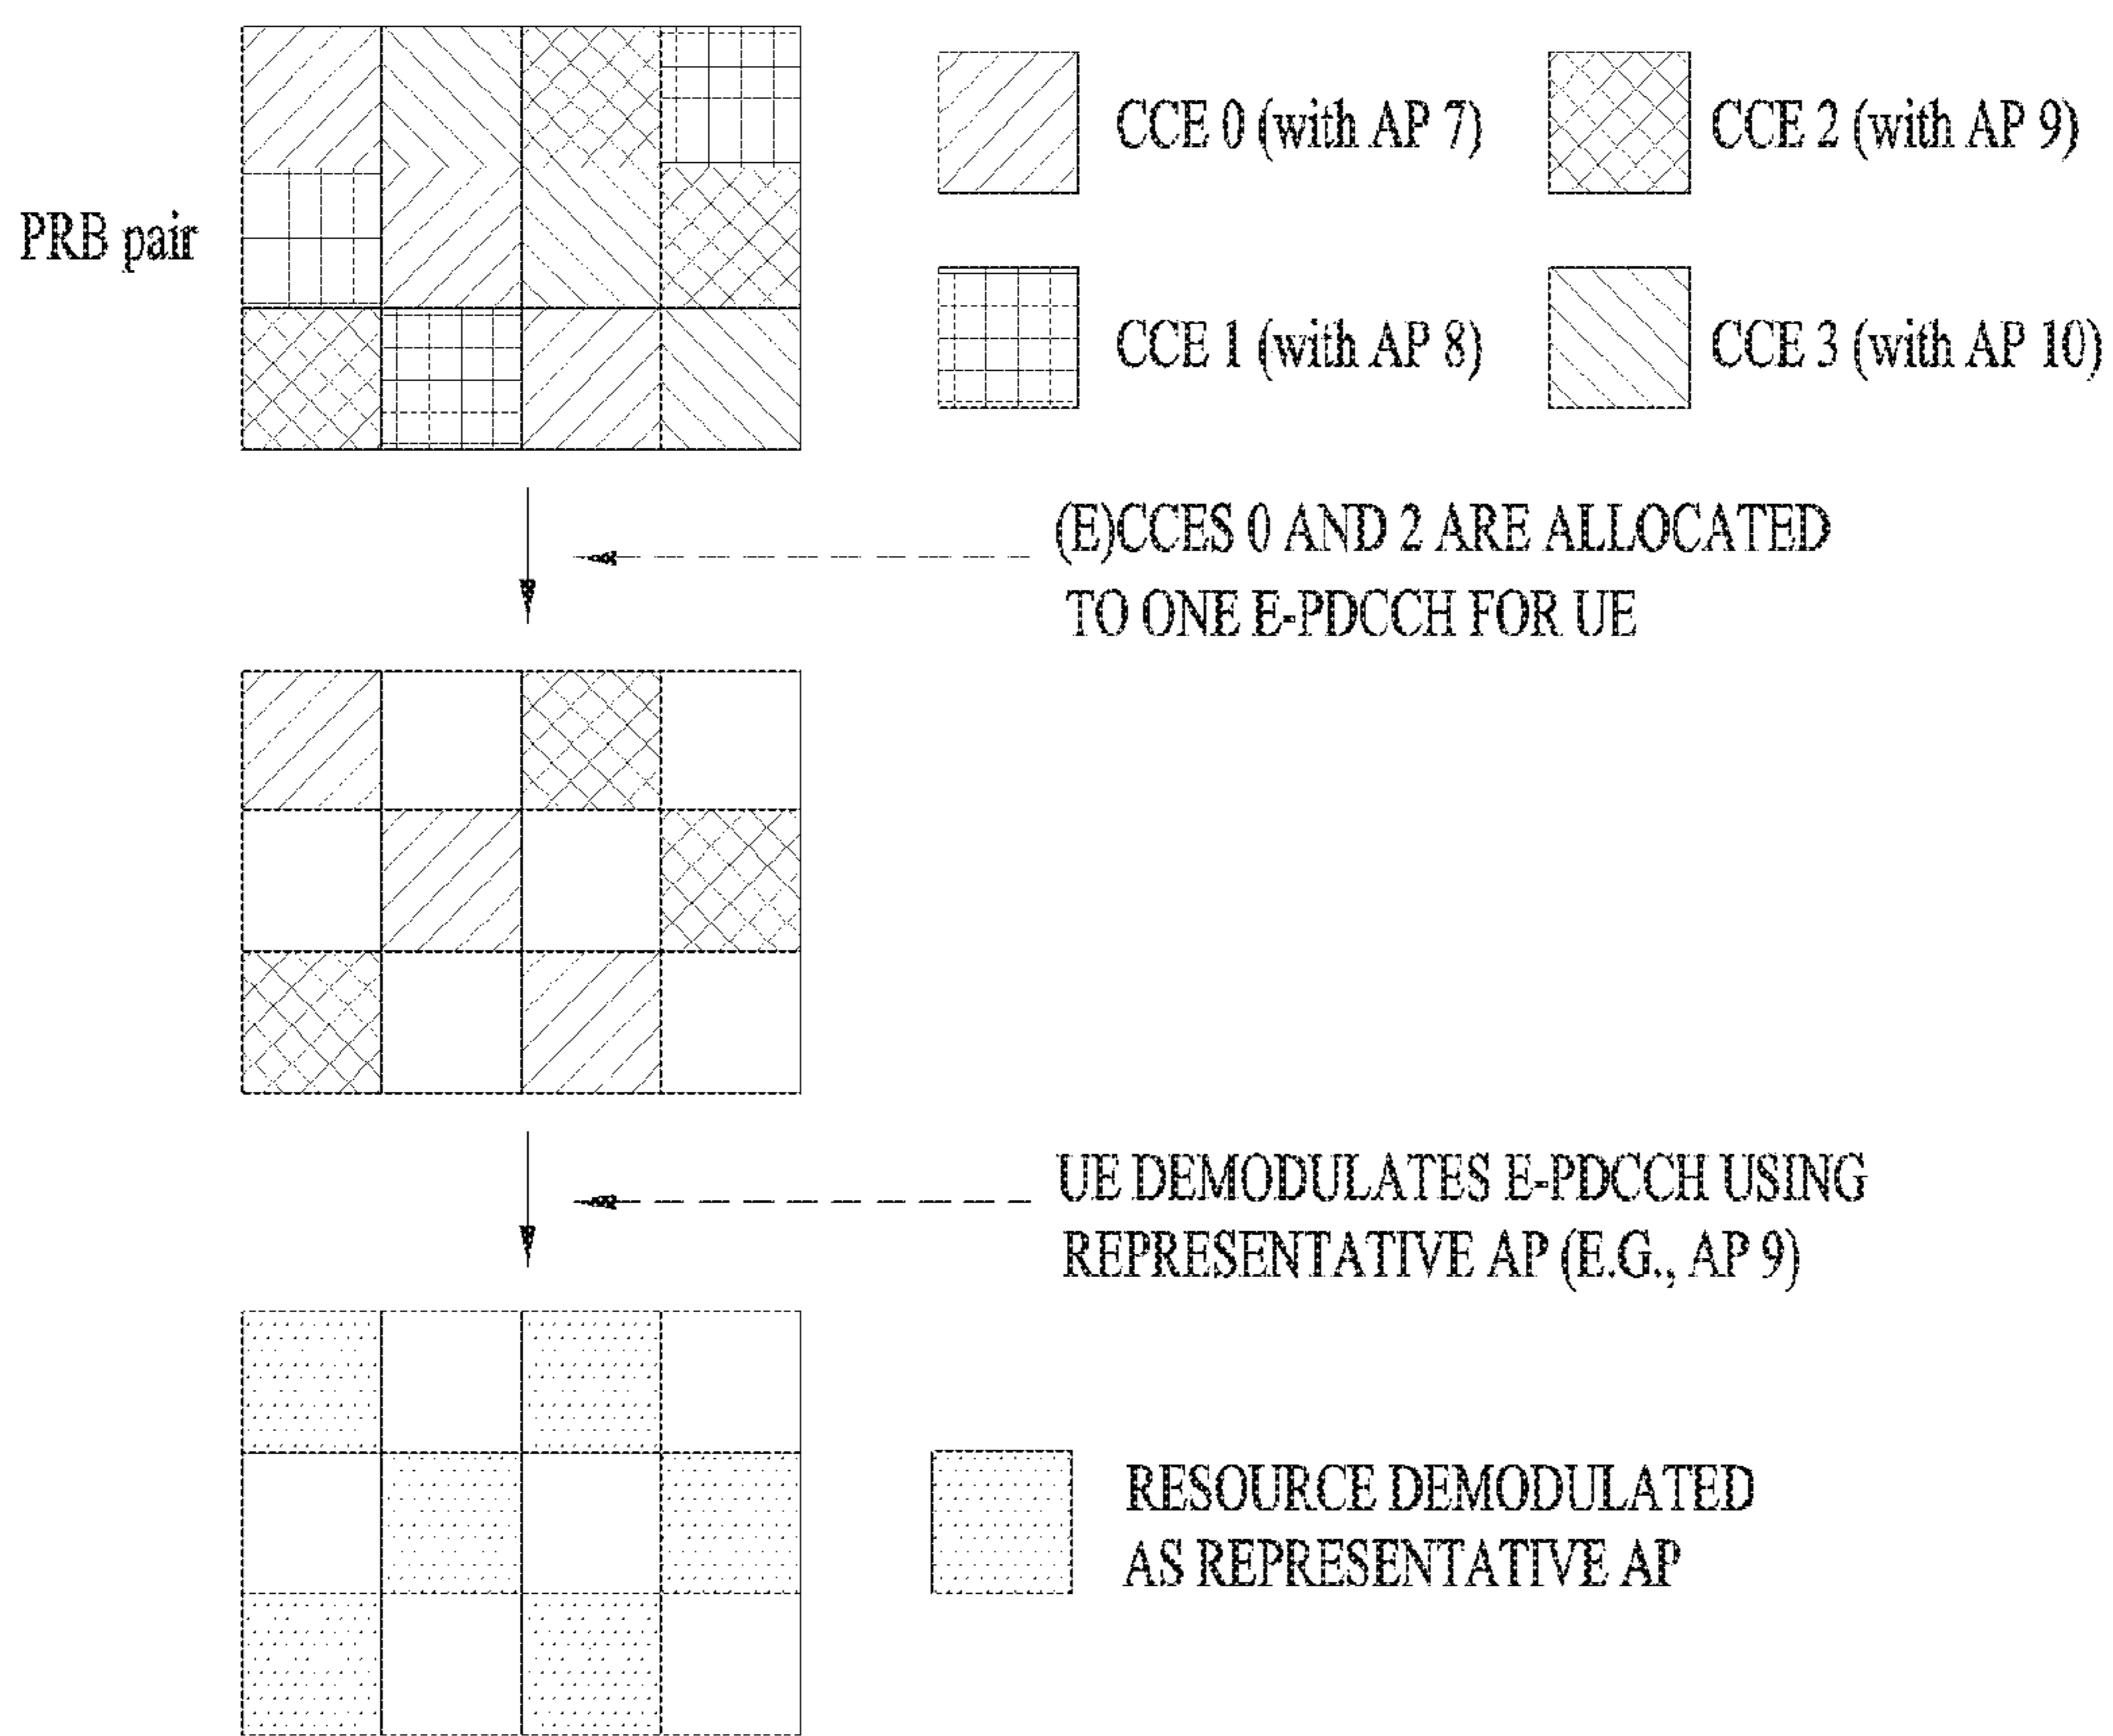 PRB pair
CCE 0 (with AP 7)
CCE 2 (with AP 9)
CCE 1 (with AP 8)
CCE 3 (with AP 10)
(E)CCES 0 AND 2 ARE ALLOCATED
TO ONE E-PDCCH FOR UE
UE DEMODULATES E-PDCCH USING
REPRESENTATIVE AP (E.G., AP 9)
RESOURCE DEMODULATED
AS REPRESENTATIVE AP